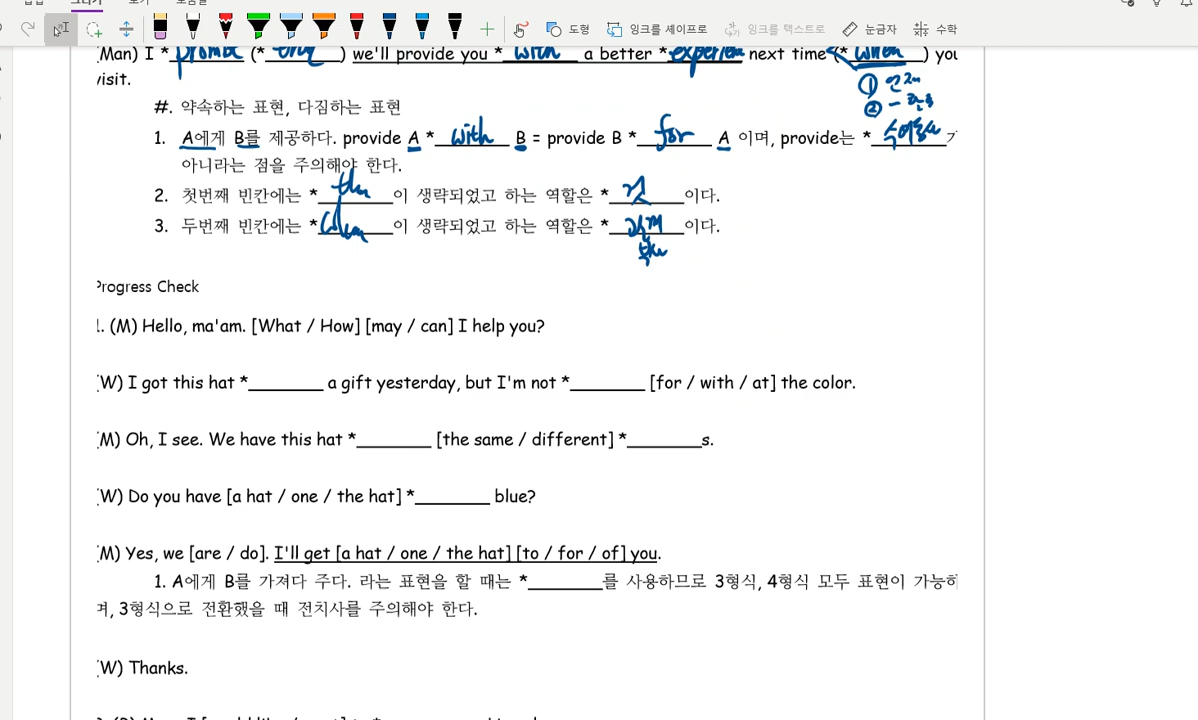 그리기
도형
잉크를 셰이프로
잉크를 텍스트로
눈금자
수학
Man) I *promise (*that) we'll provide you *with a better *experien next time (*when) you
visit.
① 언제
#. 약속하는 표현, 다짐하는 표현
②
1. A에게 B를 제공하다. provide A *with B = provide B *for A 이며, provide는 *수여동사가
아니라는 점을 주의해야 한다.
2. 첫번째 빈칸에는 *tha 이 생략되었고 하는 역할은 *것 이다.
3. 두번째 빈칸에는 *when 이 생략되었고 하는 역할은 *관계 이다.
부사
Progress Check
1. (M) Hello, ma'am. [What / How] [may / can] I help you?
(W) I got this hat *________ a gift yesterday, but I'm not *________ [for / with / at] the color.
(M) Oh, I see. We have this hat *________ [the same / different] *________s.
(W) Do you have [a hat / one / the hat] *________ blue?
(M) Yes, we [are / do]. I'll get [a hat / one / the hat] [to / for / of] you.
1. A에게 B를 가져다 주다. 라는 표현을 할 때는 *________를 사용하므로 3형식, 4형식 모두 표현이 가능하
며, 3형식으로 전환했을 때 전치사를 주의해야 한다.
(W) Thanks.